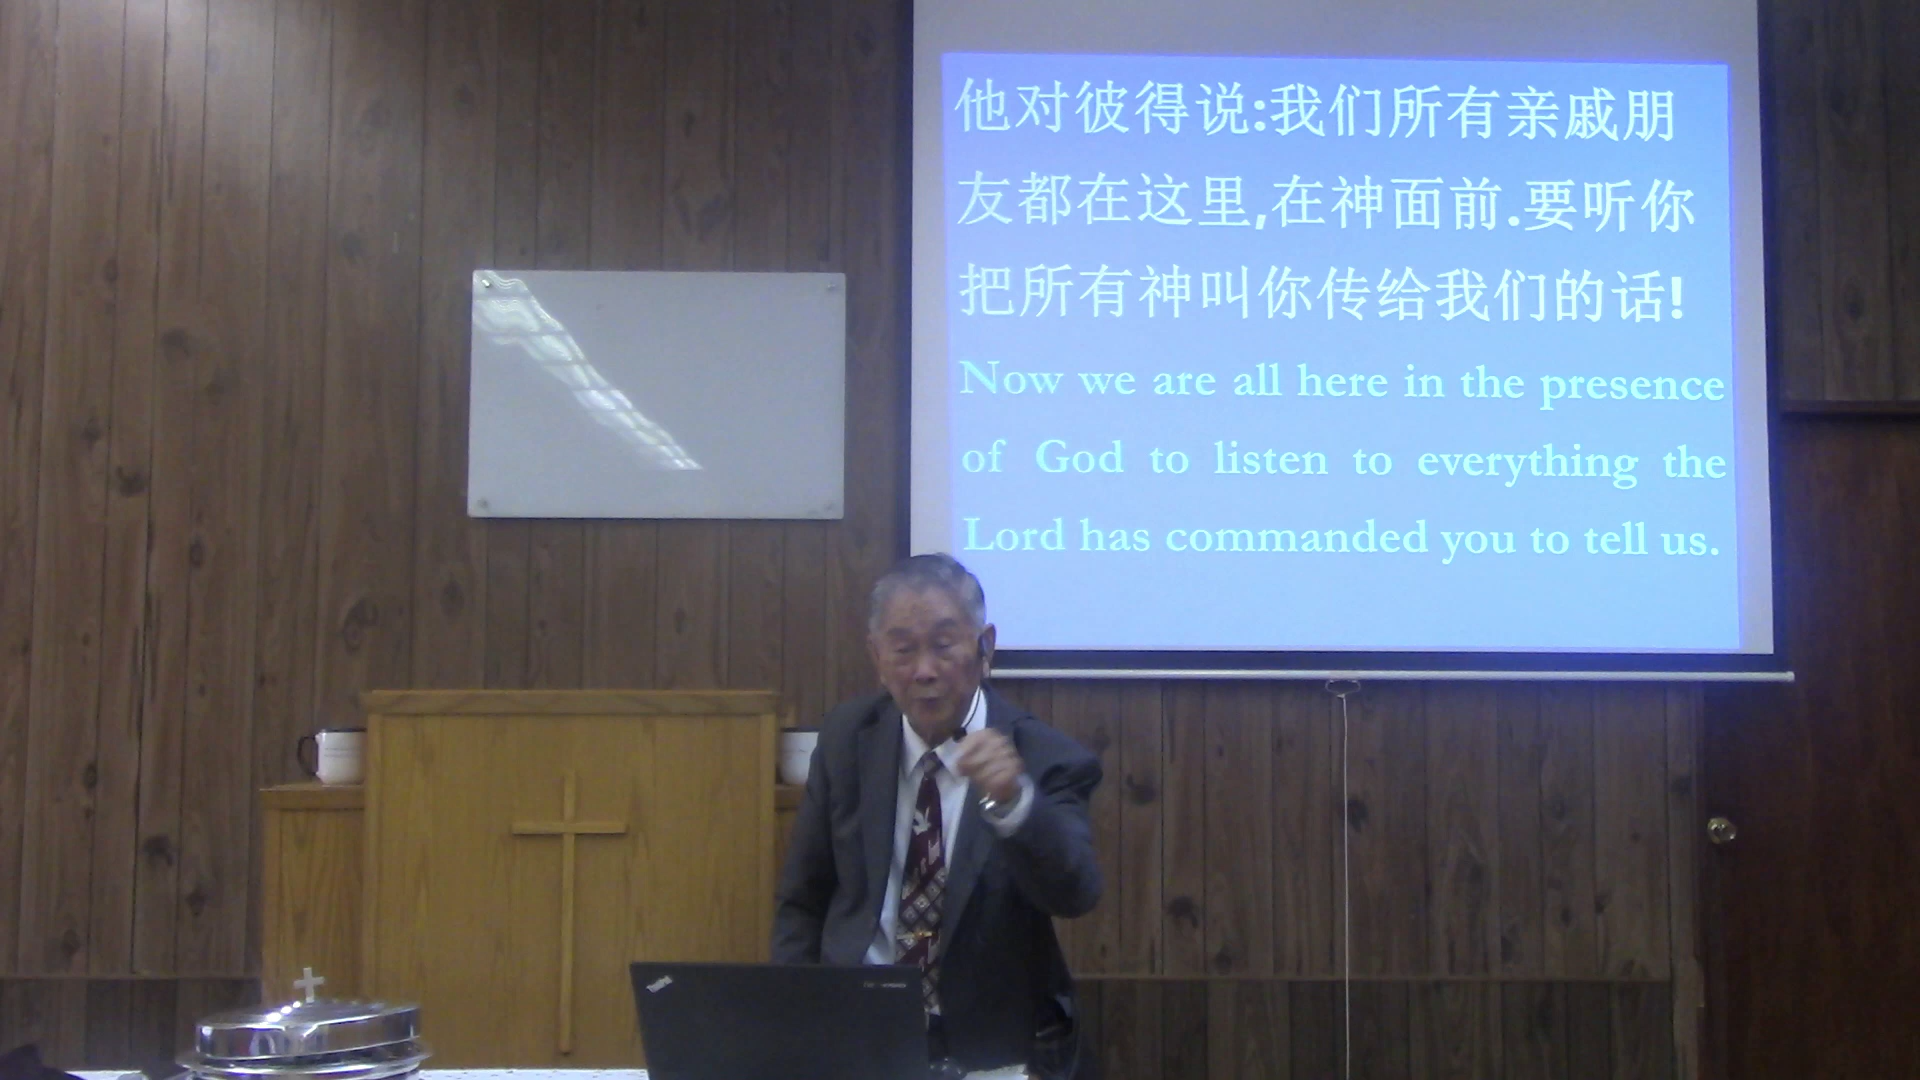 他对彼得说:我们所有亲戚朋
友都在这里,在神面前.要听你
把所有神叫你传给我们的话!
Now we are all here in the presence
of God to listen to everything the
Lord has commanded you to tell us.
ThinkPad